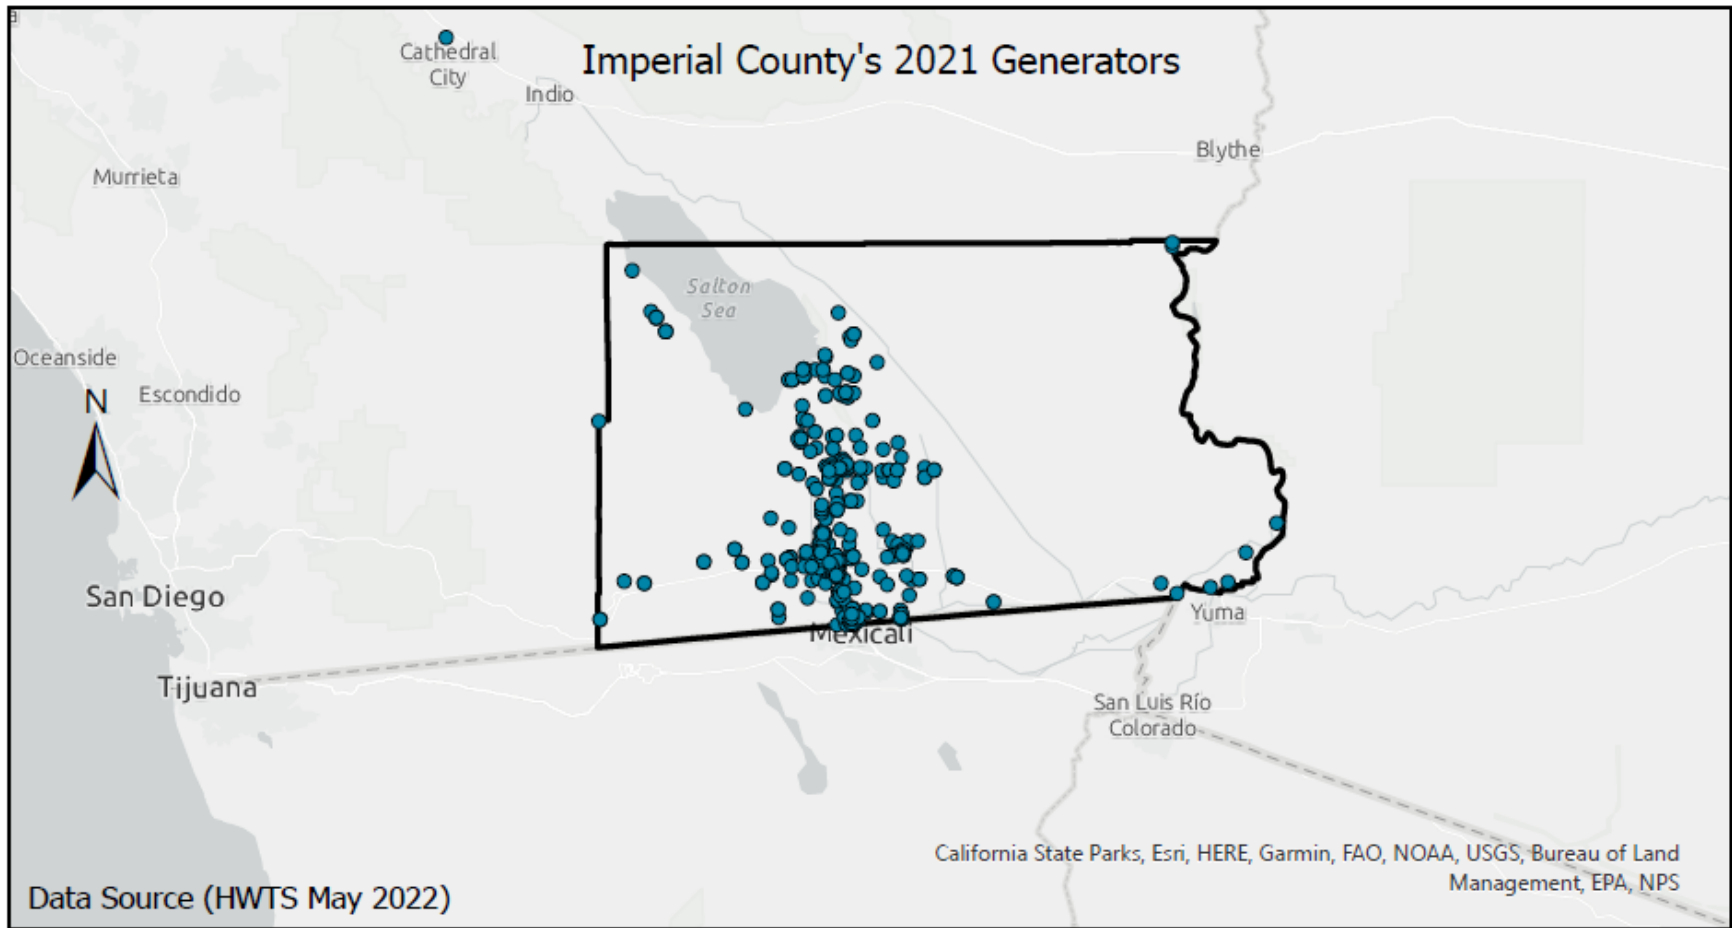 a
Cathedral
City
Imperial County's 2021 Generators
Indio
Blythe
Murrieta
Salton
Sea
Oceanside
Escondido
N
San Diego
Yuma
Mexicali
Tijuana
San Luis Río
Colorado
California State Parks, Esri, HERE, Garmin, FAO, NOAA, USGS, Bureau of Land
Management, EPA, NPS
Data Source (HWTS May 2022)